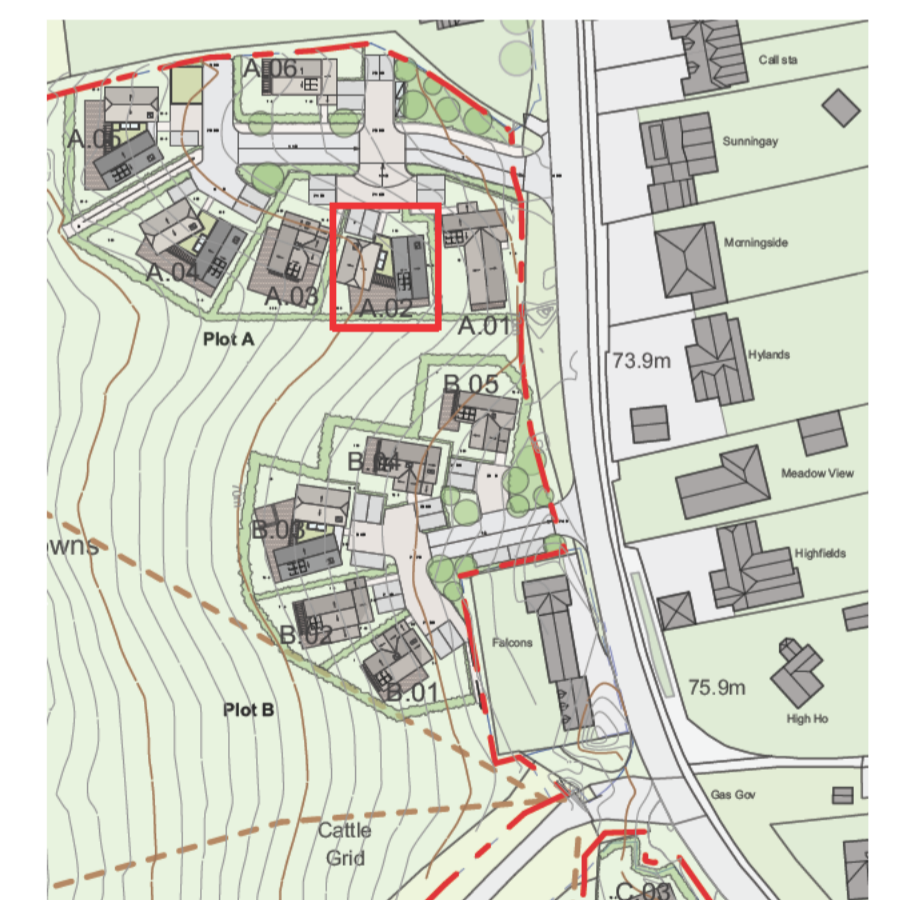 Call sta
A.06
A.05
Sunningay
Morningside
A.04
A.03
A.02
A.01
Plot A
73.9m
Hylands
B.05
B.04
Meadow View
70m
B.03
wns
Highfields
B.02
Falcons
B.01
75.9m
Plot B
High Ho
Gas Gov
Cattle
Grid
C.03